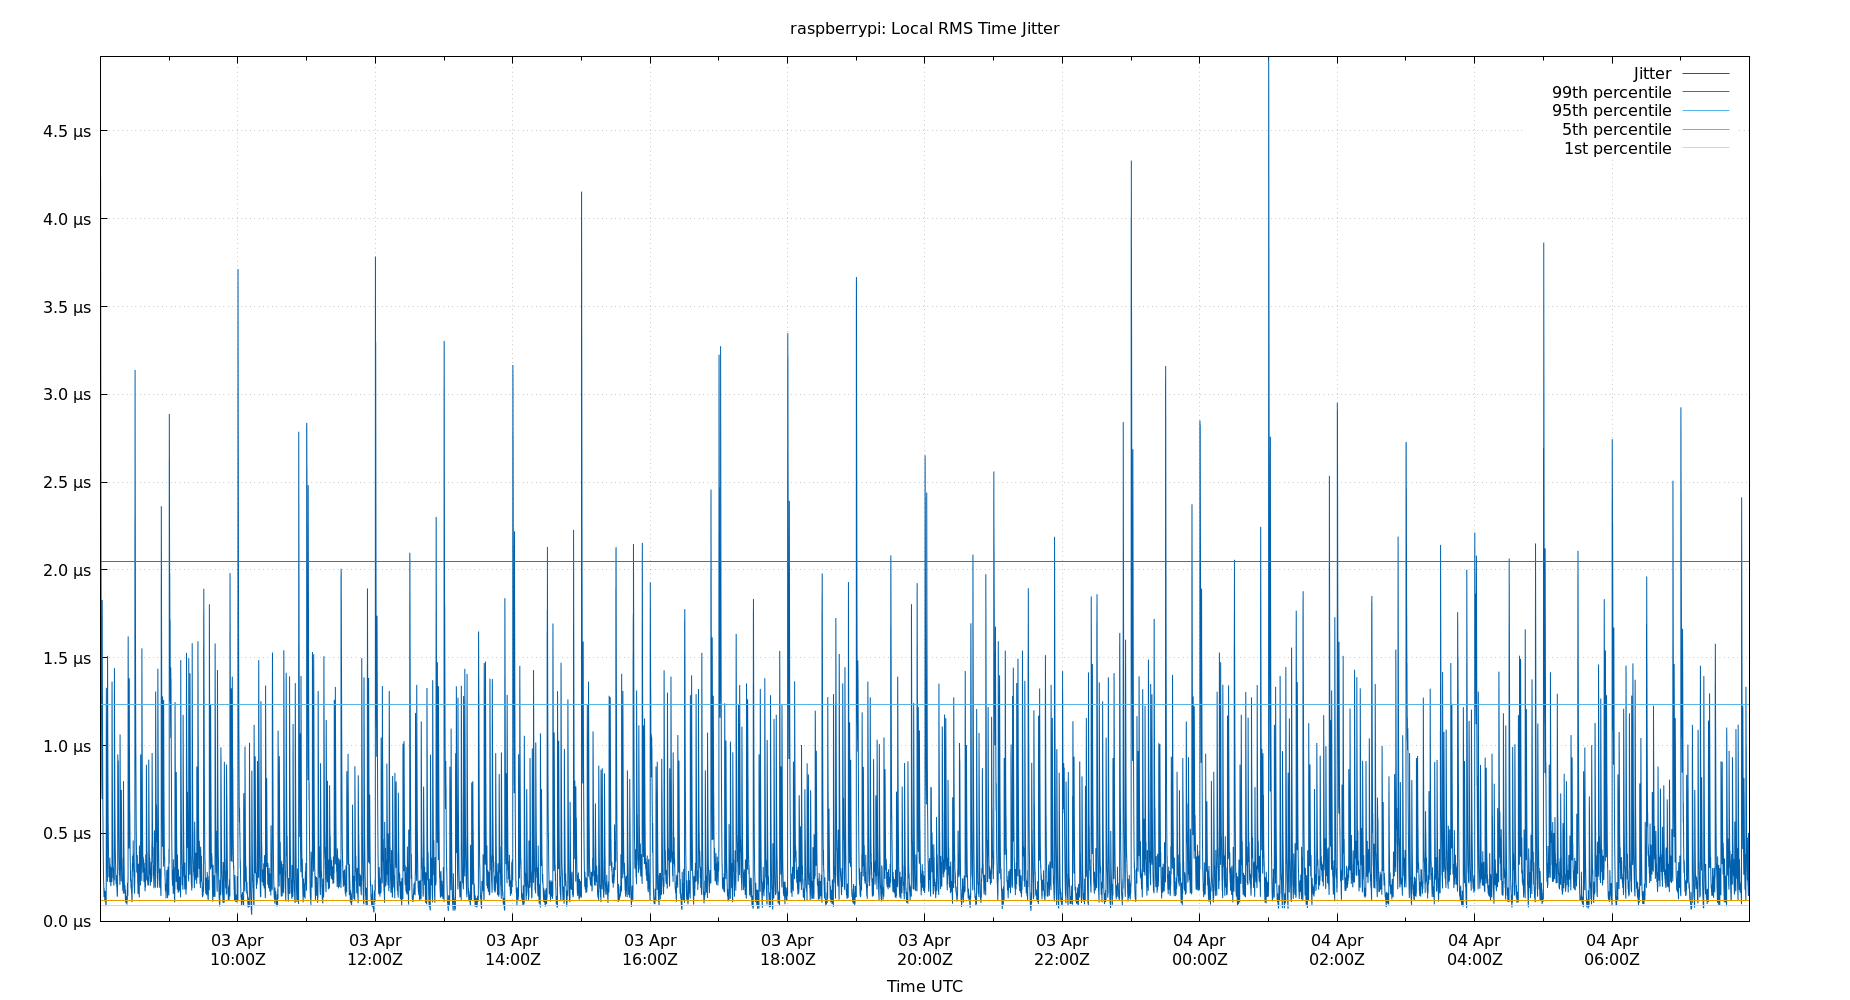 raspberrypi: Local RMS Time Jitter
Jitter
99th percentile
95th percentile
5th percentile
1st percentile
4.5 µs
4.0 µs
3.5 µs
3.0 µs
2.5 µs
2.0 µs
1.5 µs
1.0 µs
0.5 µs
0.0 µs
03 Apr 03 Apr 03 Apr 03 Apr 03 Apr 03 Apr 03 Apr 04 Apr 04 Apr 04 Apr 04 Apr
10:00Z 12:00Z 14:00Z 16:00Z 18:00Z 20:00Z 22:00Z 00:00Z 02:00Z 04:00Z 06:00Z
Time UTC